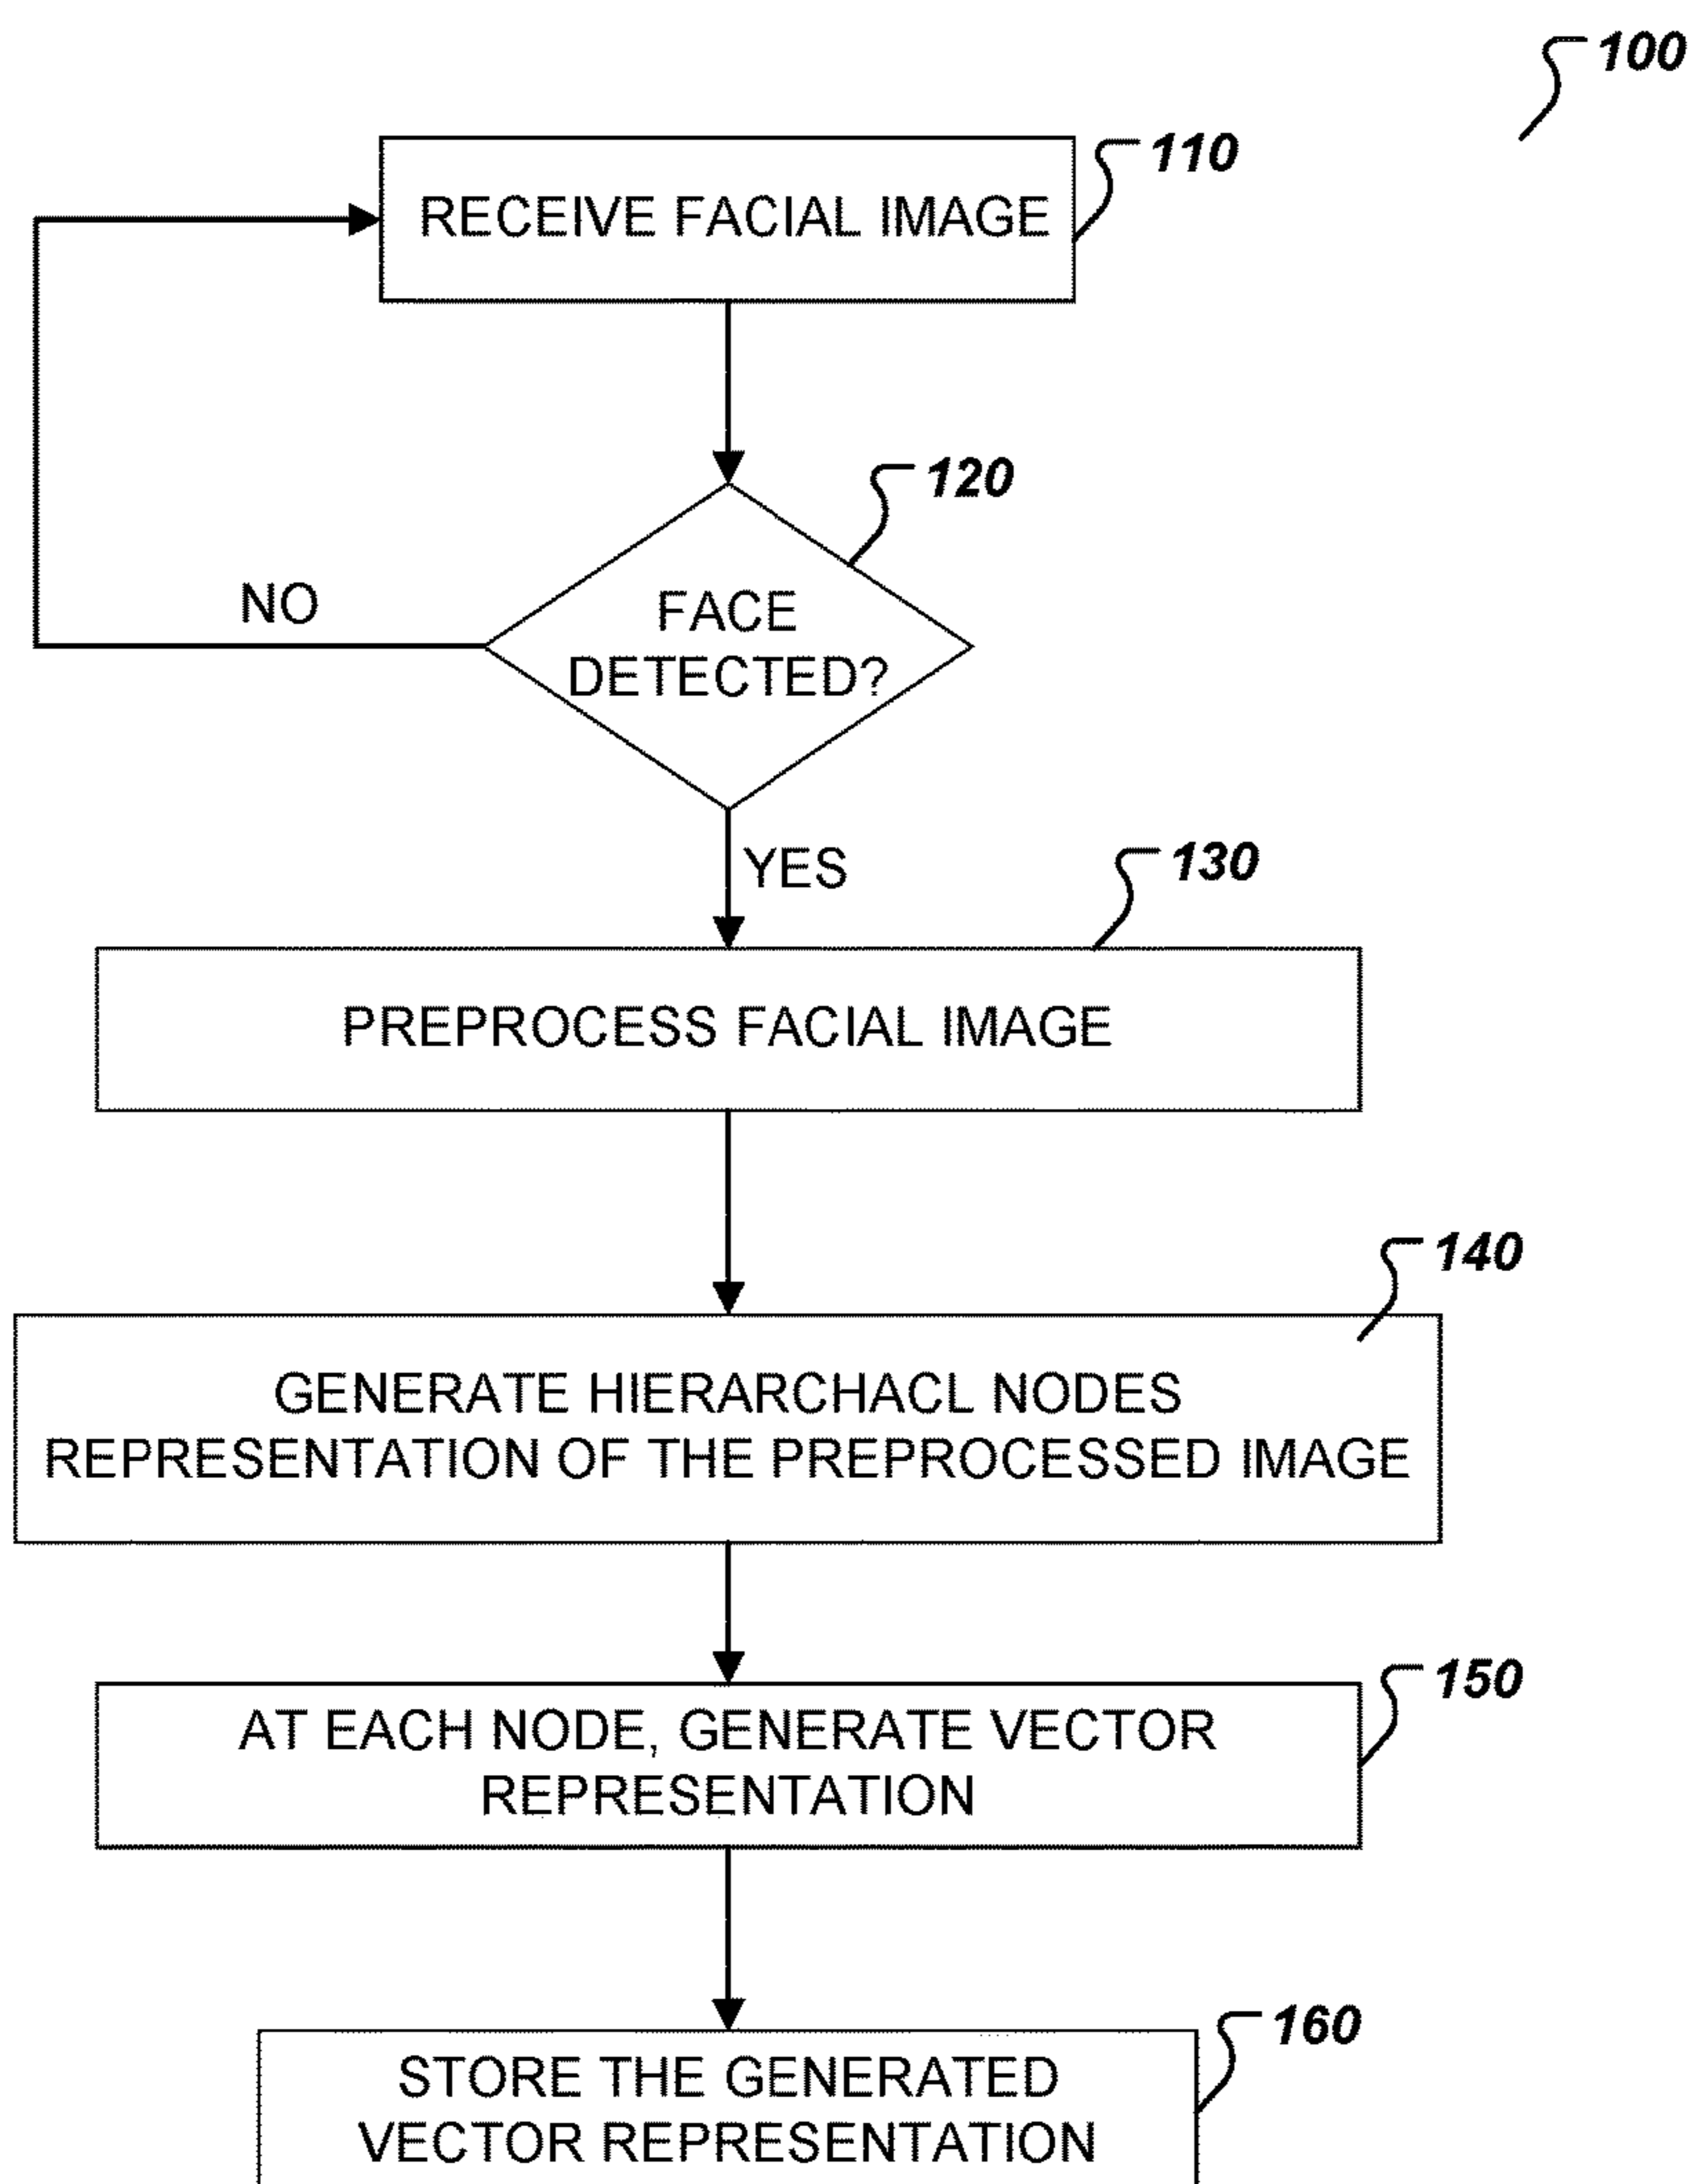 100
110
RECEIVE FACIAL IMAGE
120
FACE
DETECTED?
NO
YES
130
PREPROCESS FACIAL IMAGE
140
GENERATE HIERARCHACL NODES
REPRESENTATION OF THE PREPROCESSED IMAGE
150
AT EACH NODE, GENERATE VECTOR
REPRESENTATION
160
STORE THE GENERATED
VECTOR REPRESENTATION